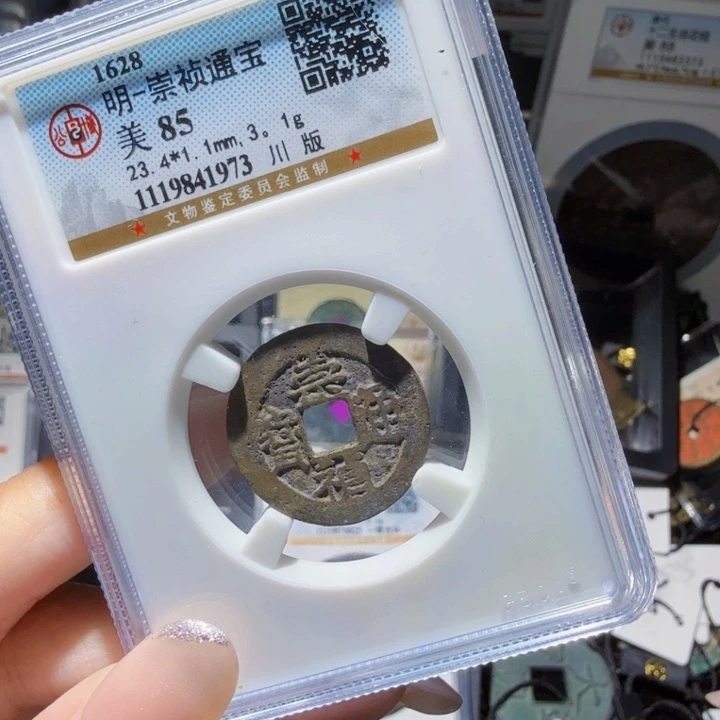 1628
明-崇祯通宝
美 85
23.4*1.1mm,3。1g
1119841973 川 版
★ 文物鉴定委员会监制 ★
崇
寶 通
禎